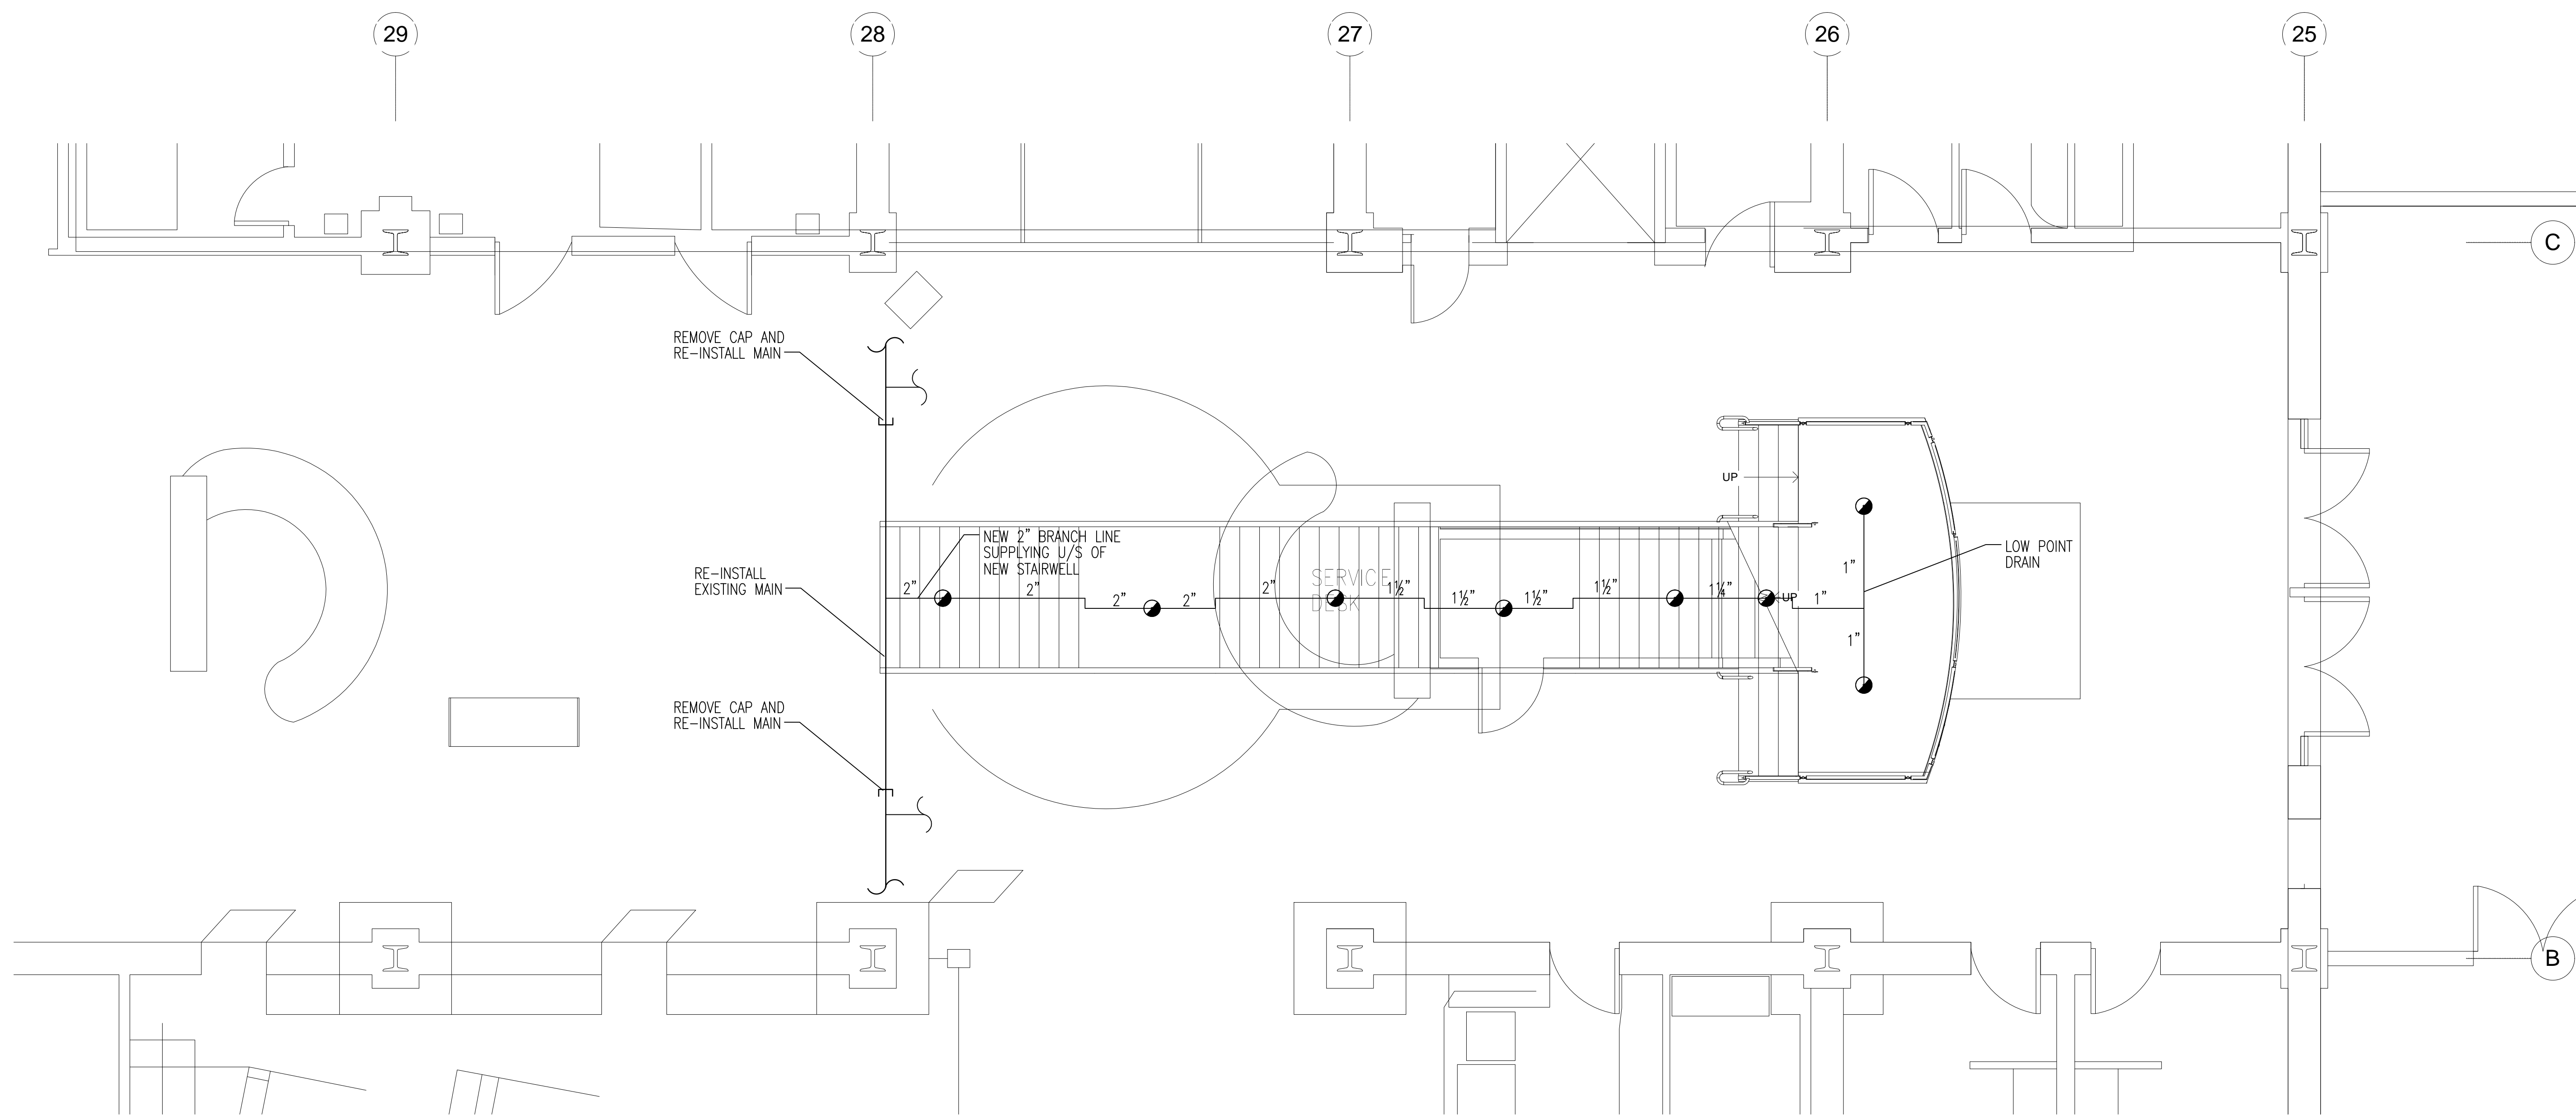 29
28
27
26
25
C
REMOVE CAP AND
RE-INSTALL MAIN
UP
NEW 2" BRANCH LINE
SUPPLYING U/S OF
NEW STAIRWELL
LOW POINT
DRAIN
RE-INSTALL
EXISTING MAIN
SERVICE
DESK
2"
2"
2"
2"
2"
1½"
1½"
1½"
1½"
1¼"
UP
1"
1"
1"
REMOVE CAP AND
RE-INSTALL MAIN
B